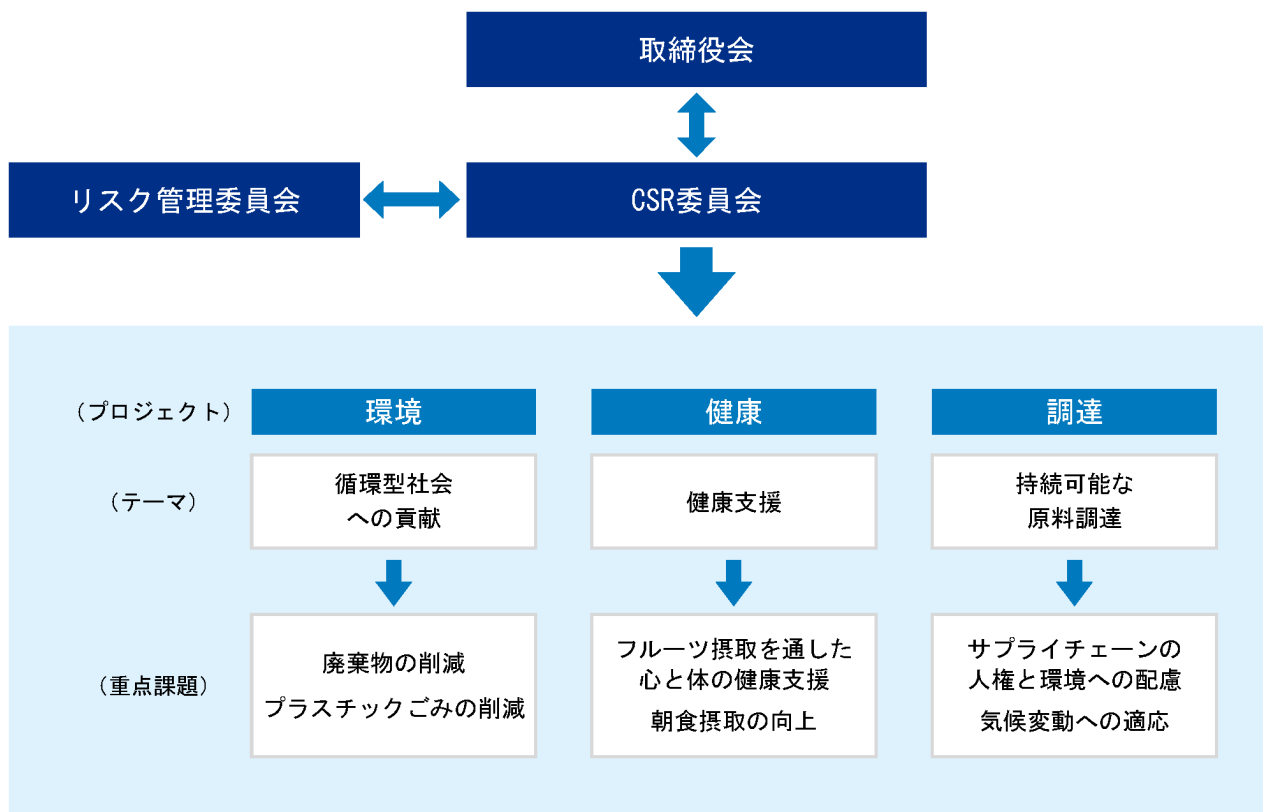 取締役会
リスク管理委員会
CSR委員会
(プロジェクト)
環境
健康
調達
(テーマ)
循環型社会
への貢献
健康支援
持続可能な
原料調達
(重点課題)
廃棄物の削減
プラスチックごみの削減
フルーツ摂取を通した
心と体の健康支援
朝食摂取の向上
サプライチェーンの
人権と環境への配慮
気候変動への適応